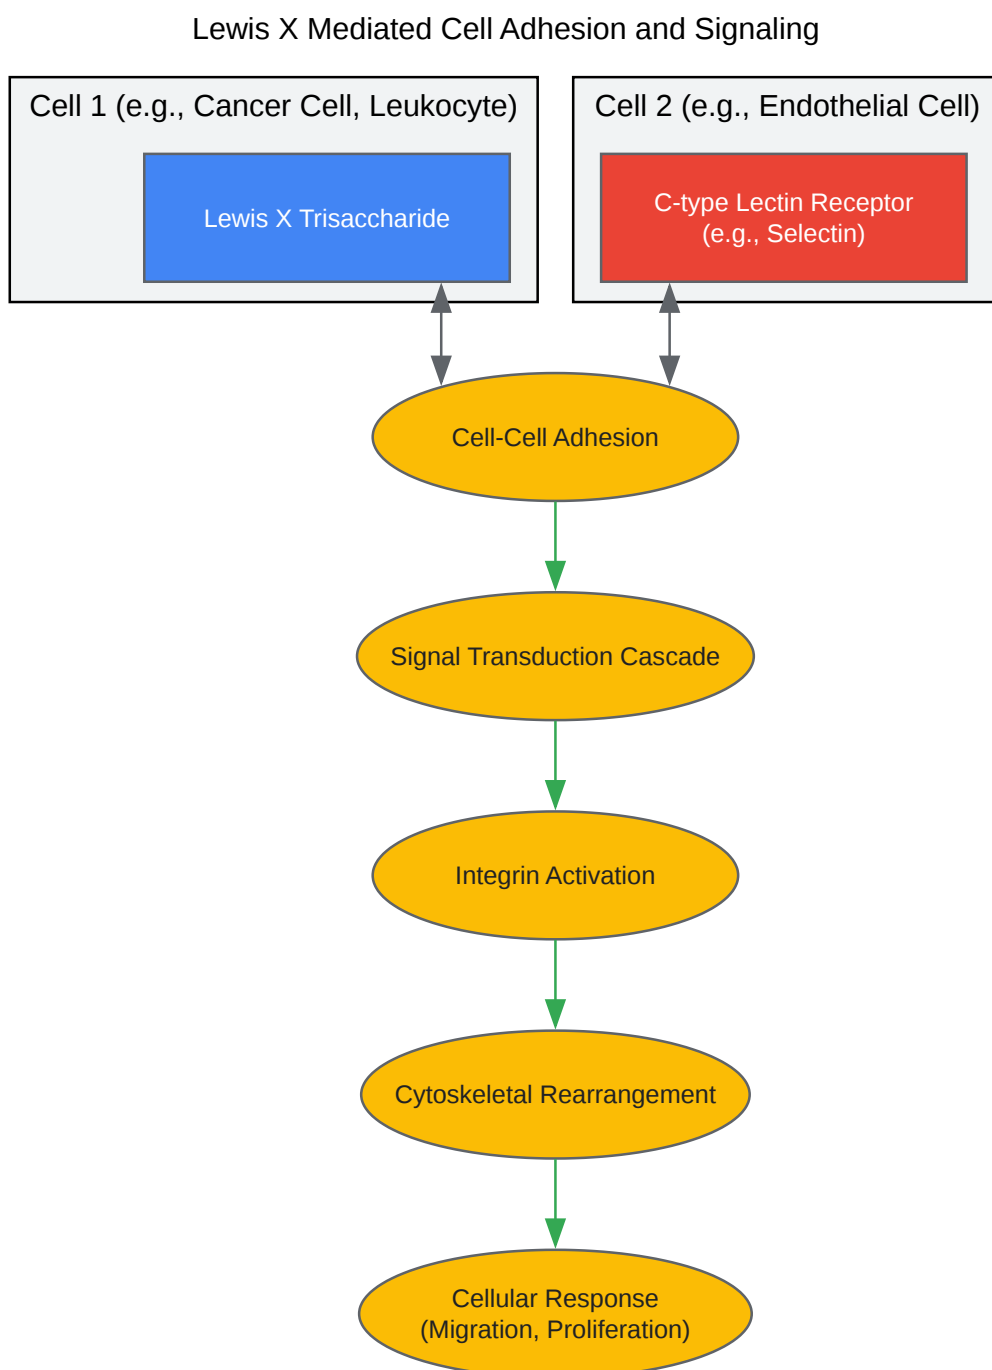 Lewis X Mediated Cell Adhesion and Signaling
Cell 1 (e.g., Cancer Cell, Leukocyte)
Cell 2 (e.g., Endothelial Cell)
Lewis X Trisaccharide
C-type Lectin Receptor
(e.g., Selectin)
Cell-Cell Adhesion
Signal Transduction Cascade
Integrin Activation
Cytoskeletal Rearrangement
Cellular Response
(Migration, Proliferation)